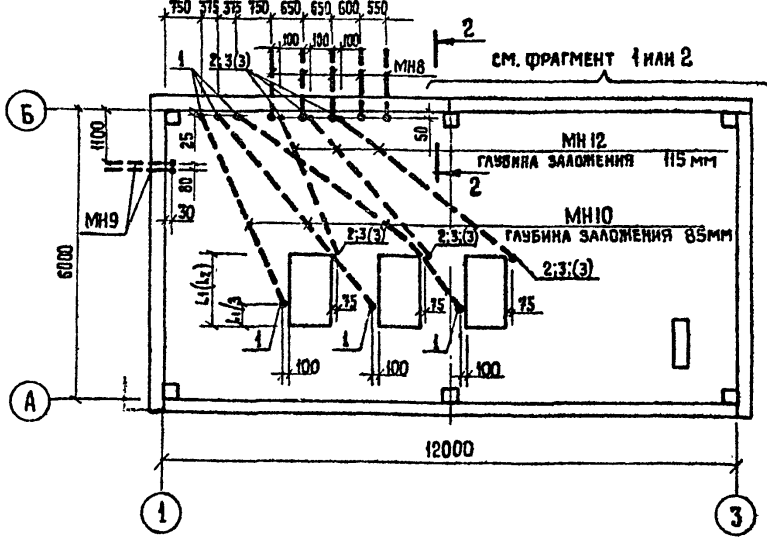 750 375 375 750 650 650 600 550
2
100 100 100
1 2;3(3)
МН8
СМ. ФРАГМЕНТ 1 ИЛИ 2
Б
1100
25
50
МН12
ГЛУБИНА ЗАЛОЖЕНИЯ 115 ММ
80
2
МН9
30
МН10
ГЛУБИНА ЗАЛОЖЕНИЯ 85ММ
6000
2;3(3) 2;3(3)
2;3;(3)
L1(L2)
L1/3
75 75 75
1 1 1
100 100 100
А
12000
1 3